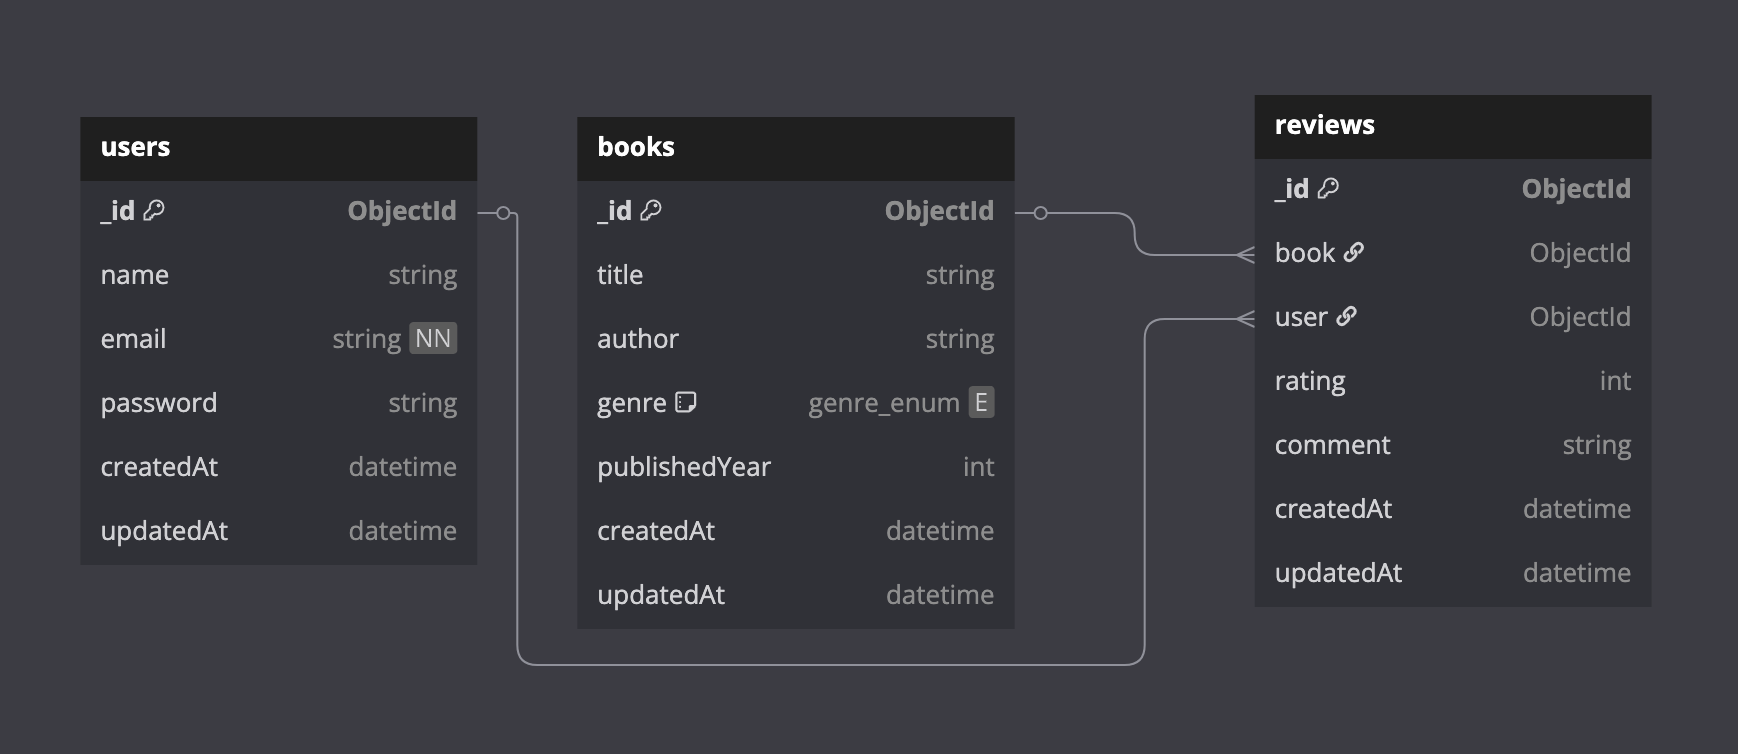 users
_id ObjectId
name string
email string NN
password string
createdAt datetime
updatedAt datetime
books
_id ObjectId
title string
author string
genre genre_enum E
publishedYear int
createdAt datetime
updatedAt datetime
reviews
_id ObjectId
book ObjectId
user ObjectId
rating int
comment string
createdAt datetime
updatedAt datetime